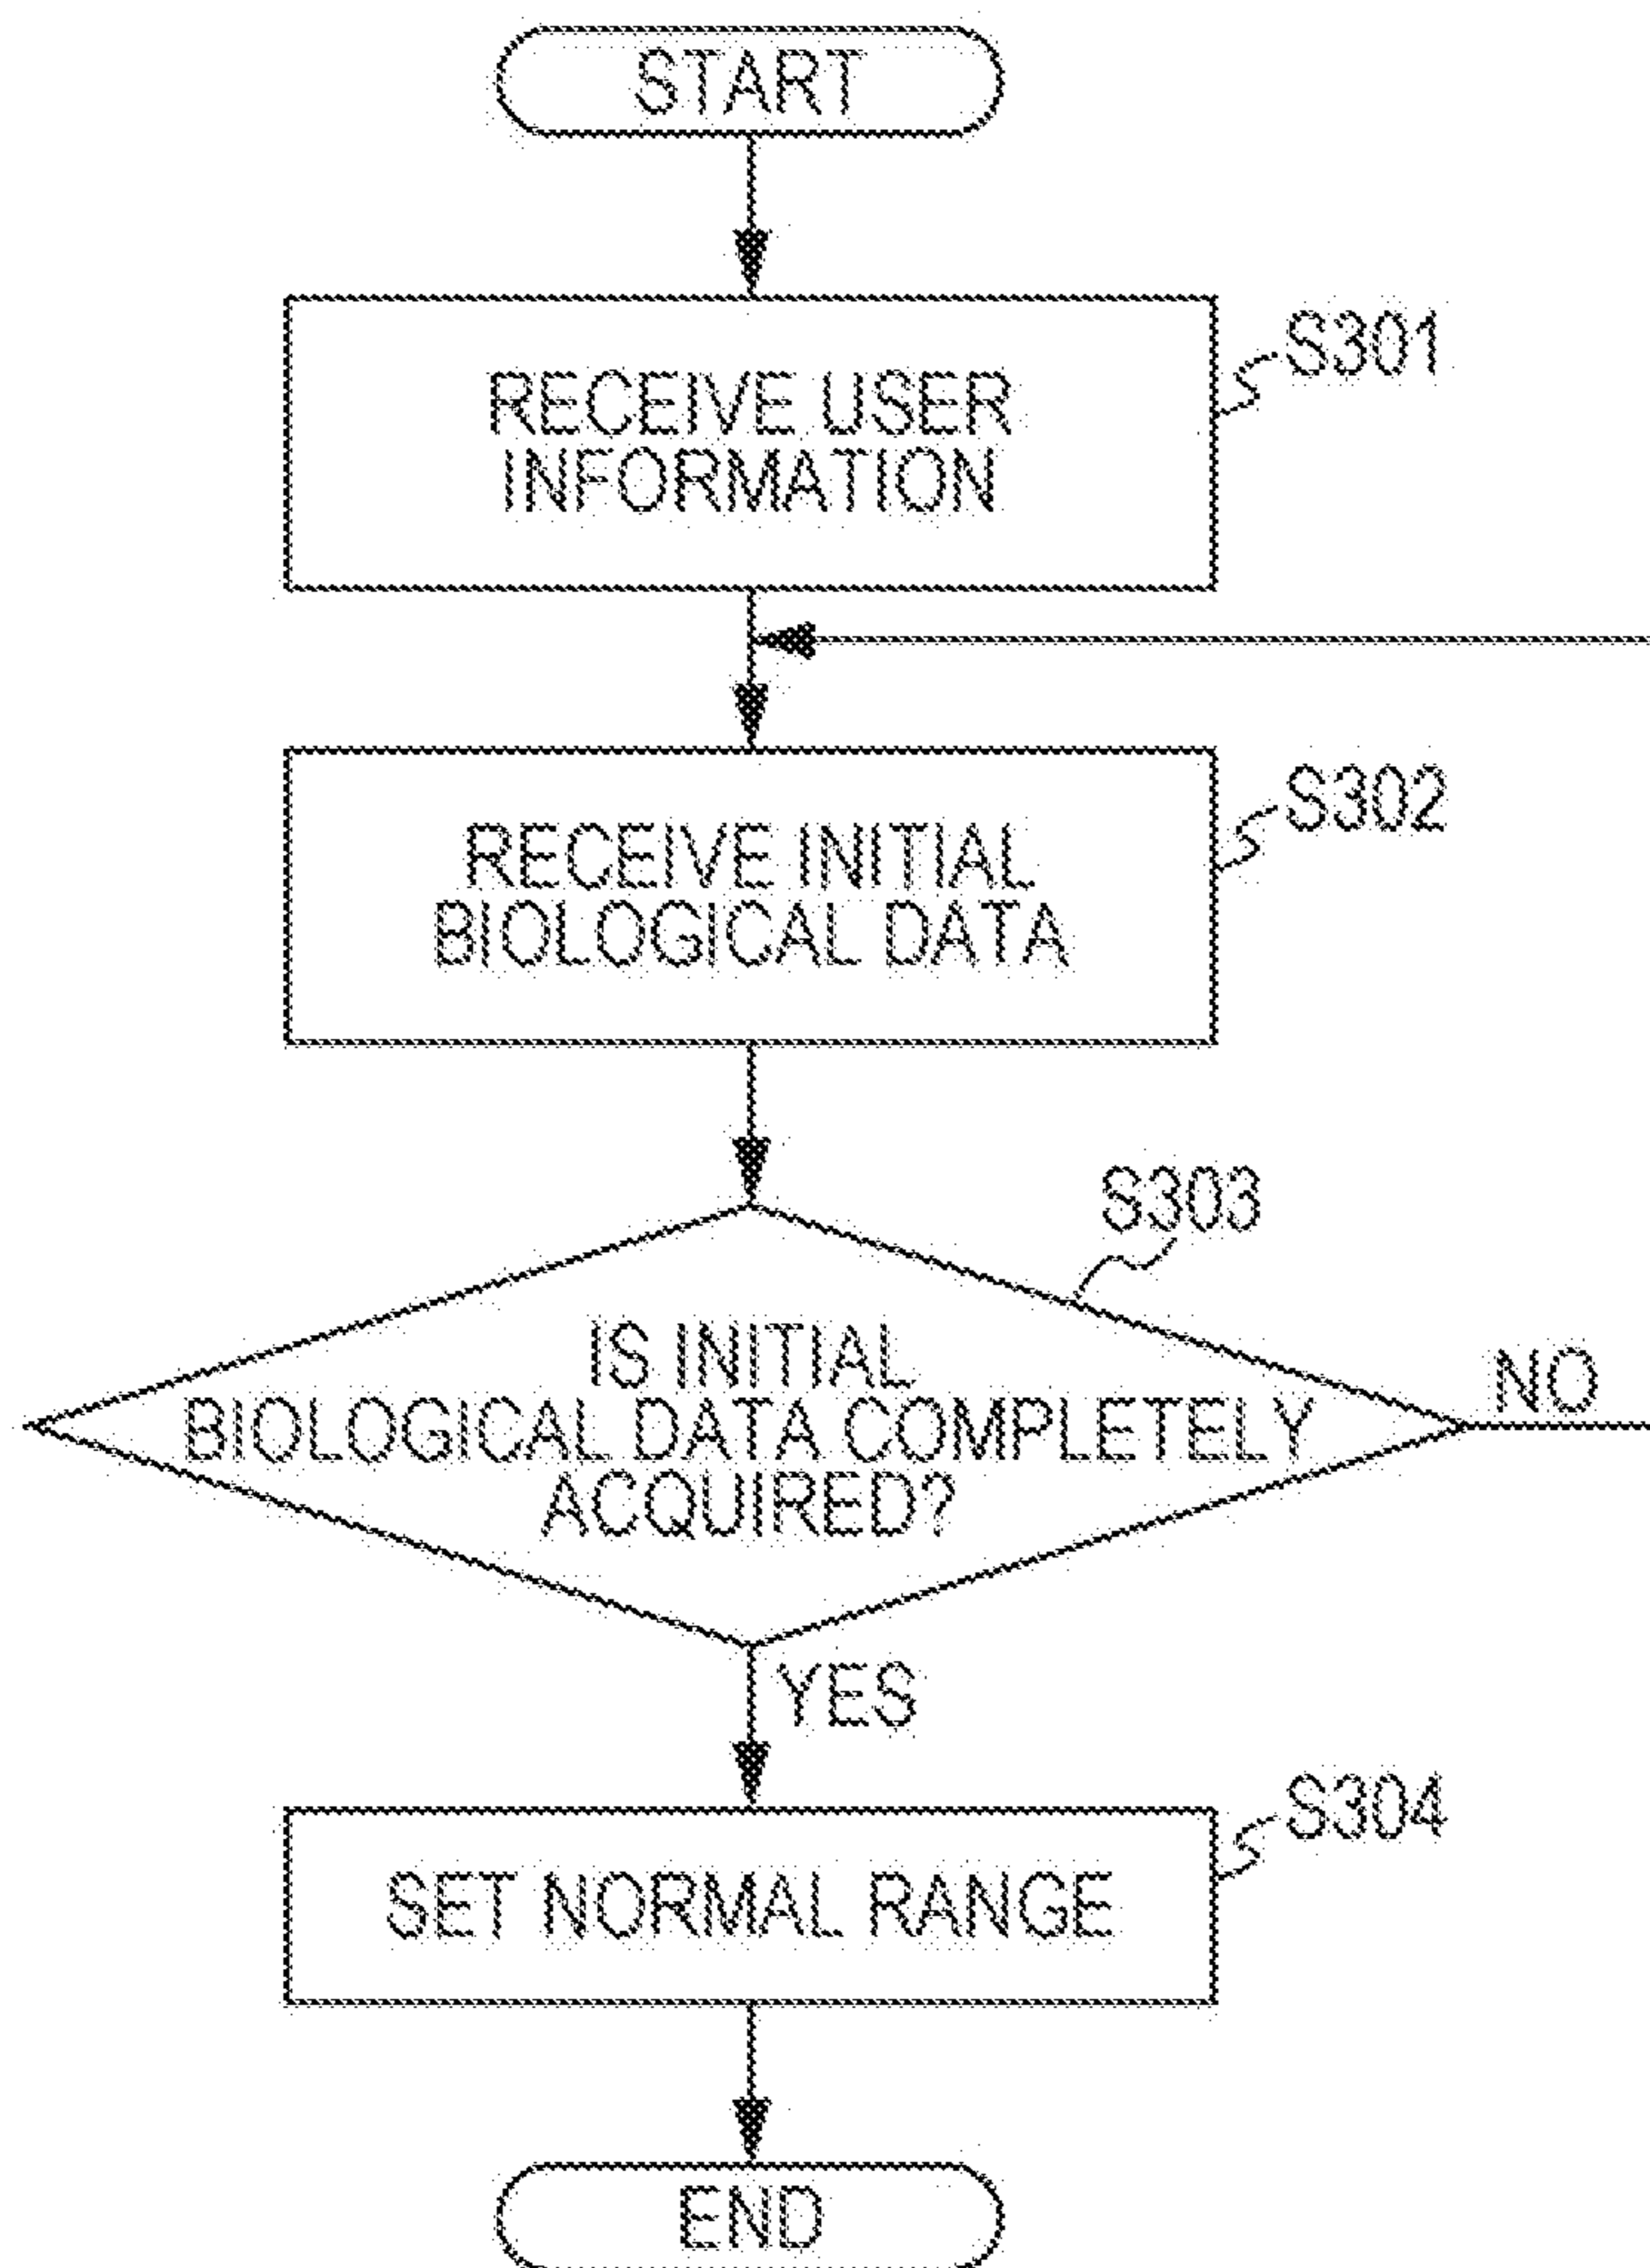 START
RECEIVE USER
INFORMATION
S301
RECEIVE INITIAL
BIOLOGICAL DATA
S302
S303
IS INITIAL
BIOLOGICAL DATA COMPLETELY
ACQUIRED?
NO
YES
SET NORMAL RANGE
S304
END